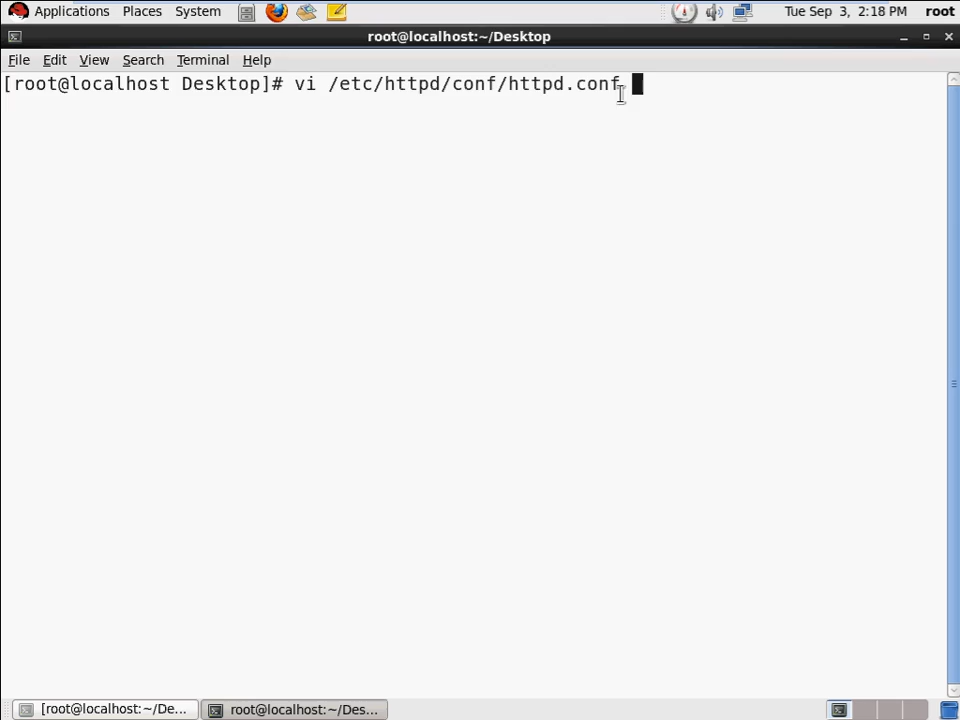 Applications Places System Tue Sep 3, 2:18 PM root
root@localhost:~/Desktop
File Edit View Search Terminal Help
[root@localhost Desktop]# vi /etc/httpd/conf/httpd.conf
[root@localhost:~/De... root@localhost:~/Des...